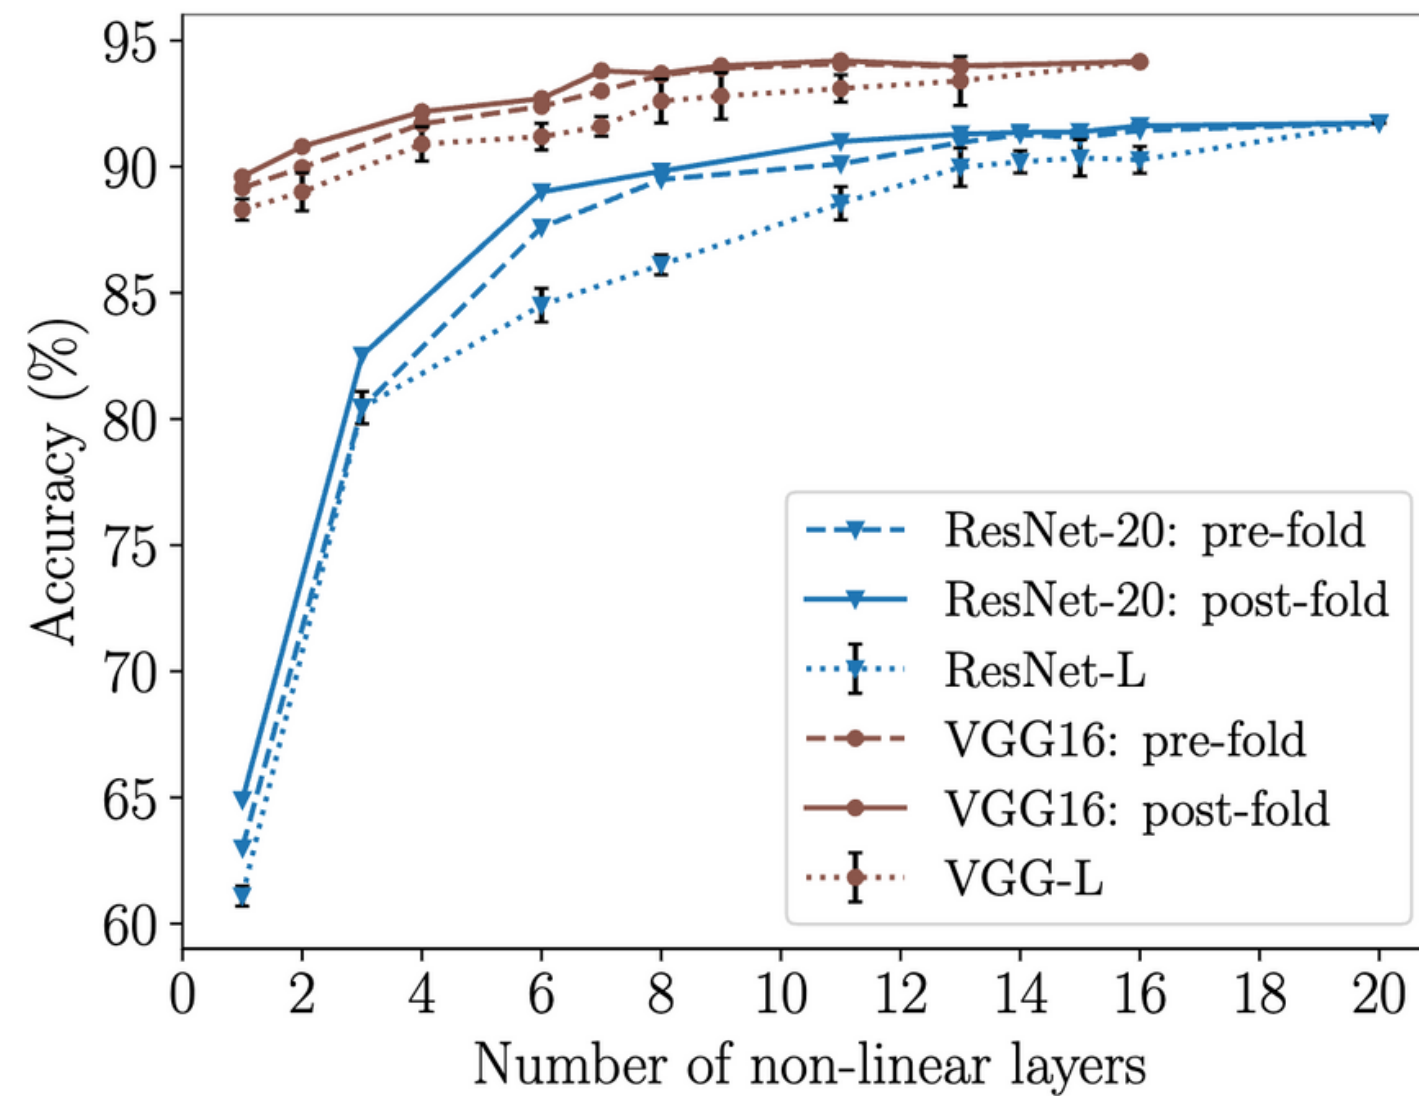 95
90
85
80
75
70
65
60
Accuracy (%)
0 2 4 6 8 10 12 14 16 18 20
Number of non-linear layers
ResNet-20: pre-fold
ResNet-20: post-fold
ResNet-L
VGG16: pre-fold
VGG16: post-fold
VGG-L